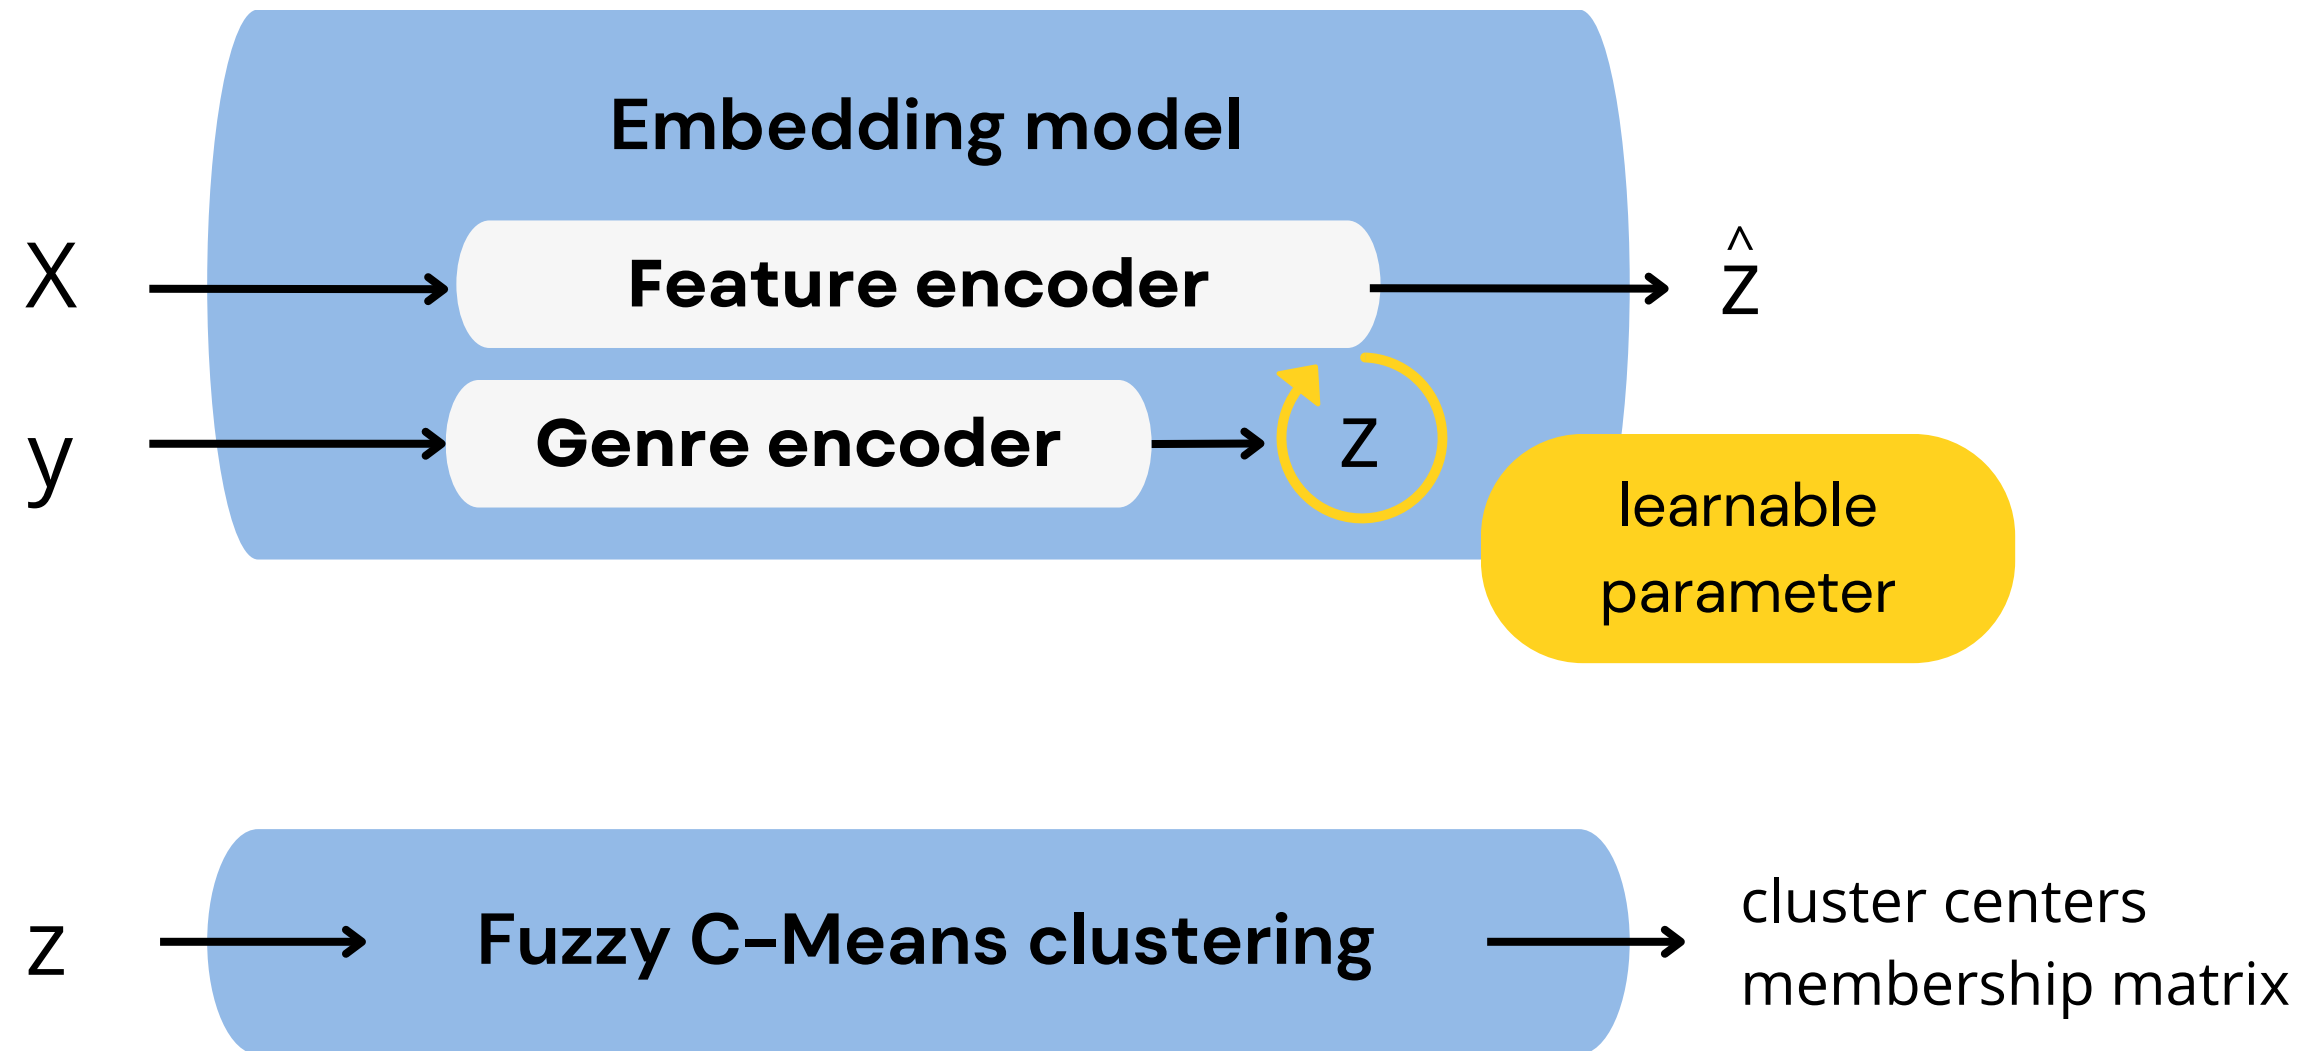 Embedding model
X
Feature encoder
ẑ
y
Genre encoder
z
learnable
parameter
z
Fuzzy C-Means clustering
cluster centers
membership matrix